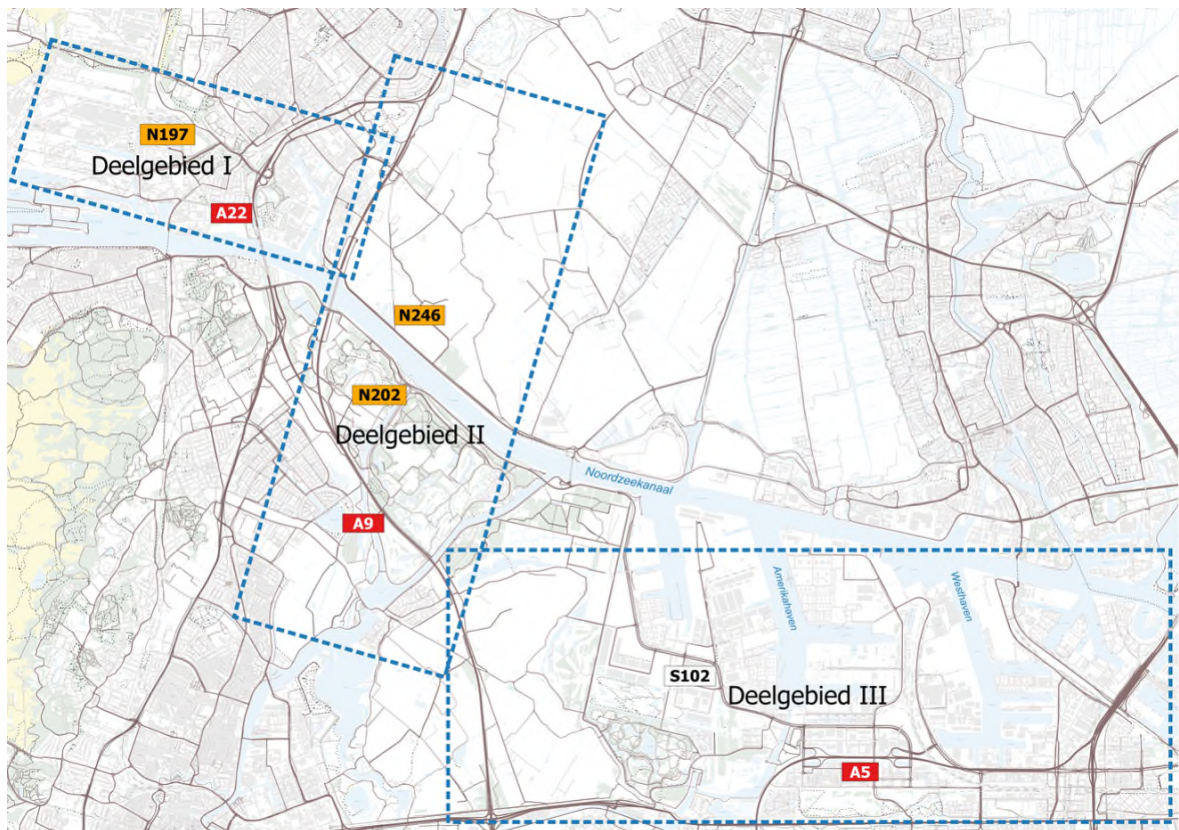 N197
Deelgebied I
A22
N246
N202
Deelgebied II
Noordzeekanaal
A9
Amerikahaven
Westhaven
S102
Deelgebied III
A5